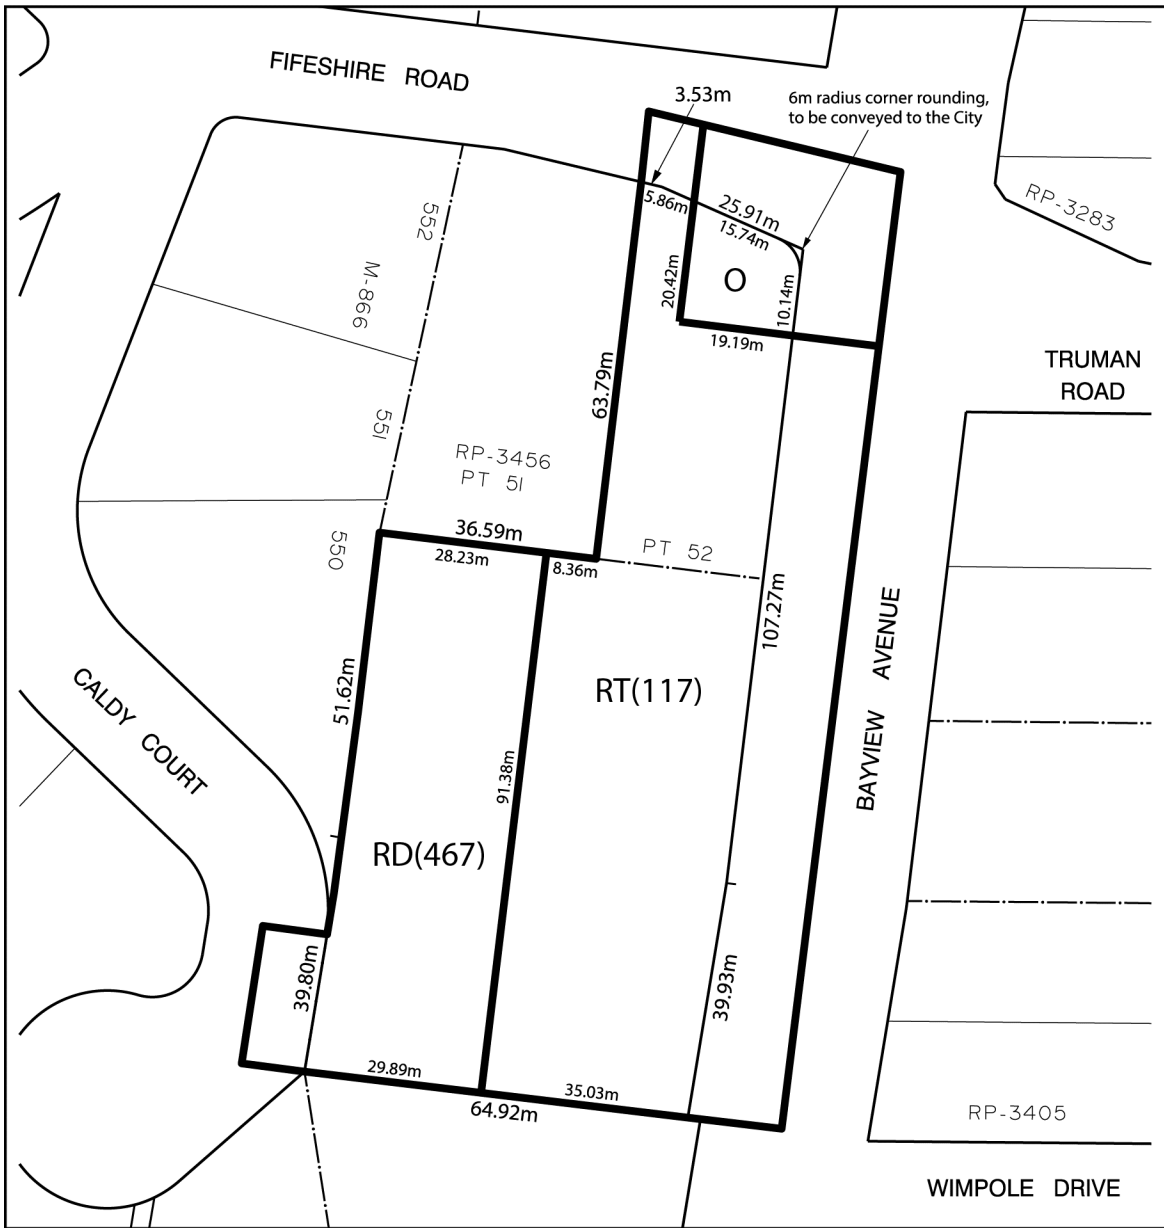 FIFESHIRE ROAD
3.53m
6m radius corner rounding,
to be conveyed to the City
RP-3283
5.86m
25.91m
15.74m
552
M-866
20.42m
O
10.14m
19.19m
TRUMAN
ROAD
63.79m
551
RP-3456
PT 51
36.59m
28.23m
8.36m
PT 52
550
107.27m
BAYVIEW AVENUE
RT(117)
51.62m
CALDY COURT
91.38m
RD(467)
39.80m
39.93m
29.89m
35.03m
64.92m
RP-3405
WIMPOLE DRIVE